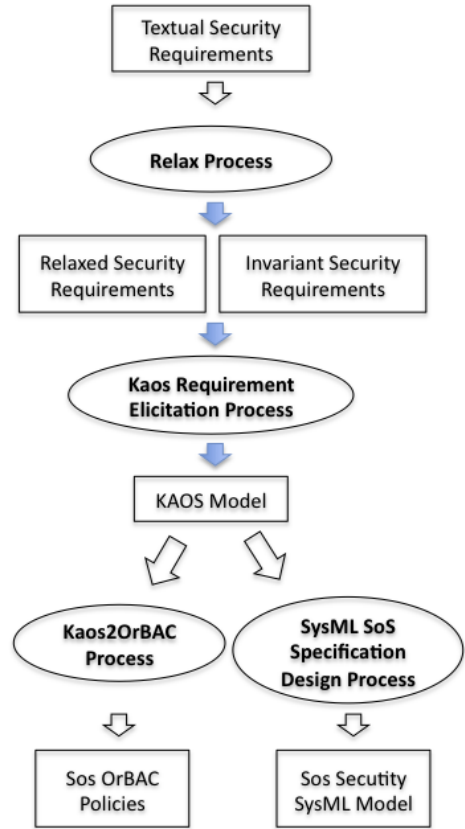 Textual Security
Requirements
Relax Process
Relaxed Security
Requirements
Invariant Security
Requirements
Kaos Requirement
Elicitation Process
KAOS Model
Kaos2OrBAC
Process
SysML SoS
Specification
Design Process
Sos OrBAC
Policies
Sos Secutity
SysML Model